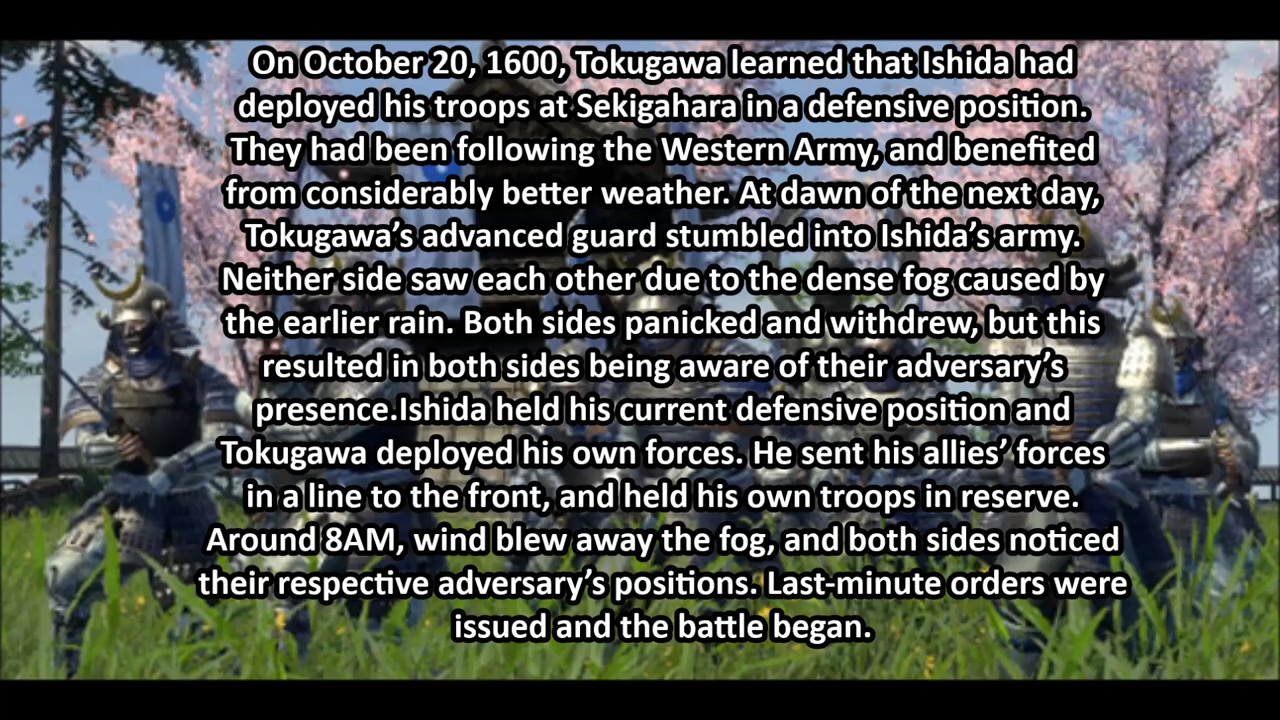 On October 20, 1600, Tokugawa learned that Ishida had
deployed his troops at Sekigahara in a defensive position.
They had been following the Western Army, and benefited
from considerably better weather. At dawn of the next day,
Tokugawa’s advanced guard stumbled into Ishida’s army.
Neither side saw each other due to the dense fog caused by
the earlier rain. Both sides panicked and withdrew, but this
resulted in both sides being aware of their adversary’s
presence.Ishida held his current defensive position and
Tokugawa deployed his own forces. He sent his allies’ forces
in a line to the front, and held his own troops in reserve.
Around 8AM, wind blew away the fog, and both sides noticed
their respective adversary’s positions. Last-minute orders were
issued and the battle began.